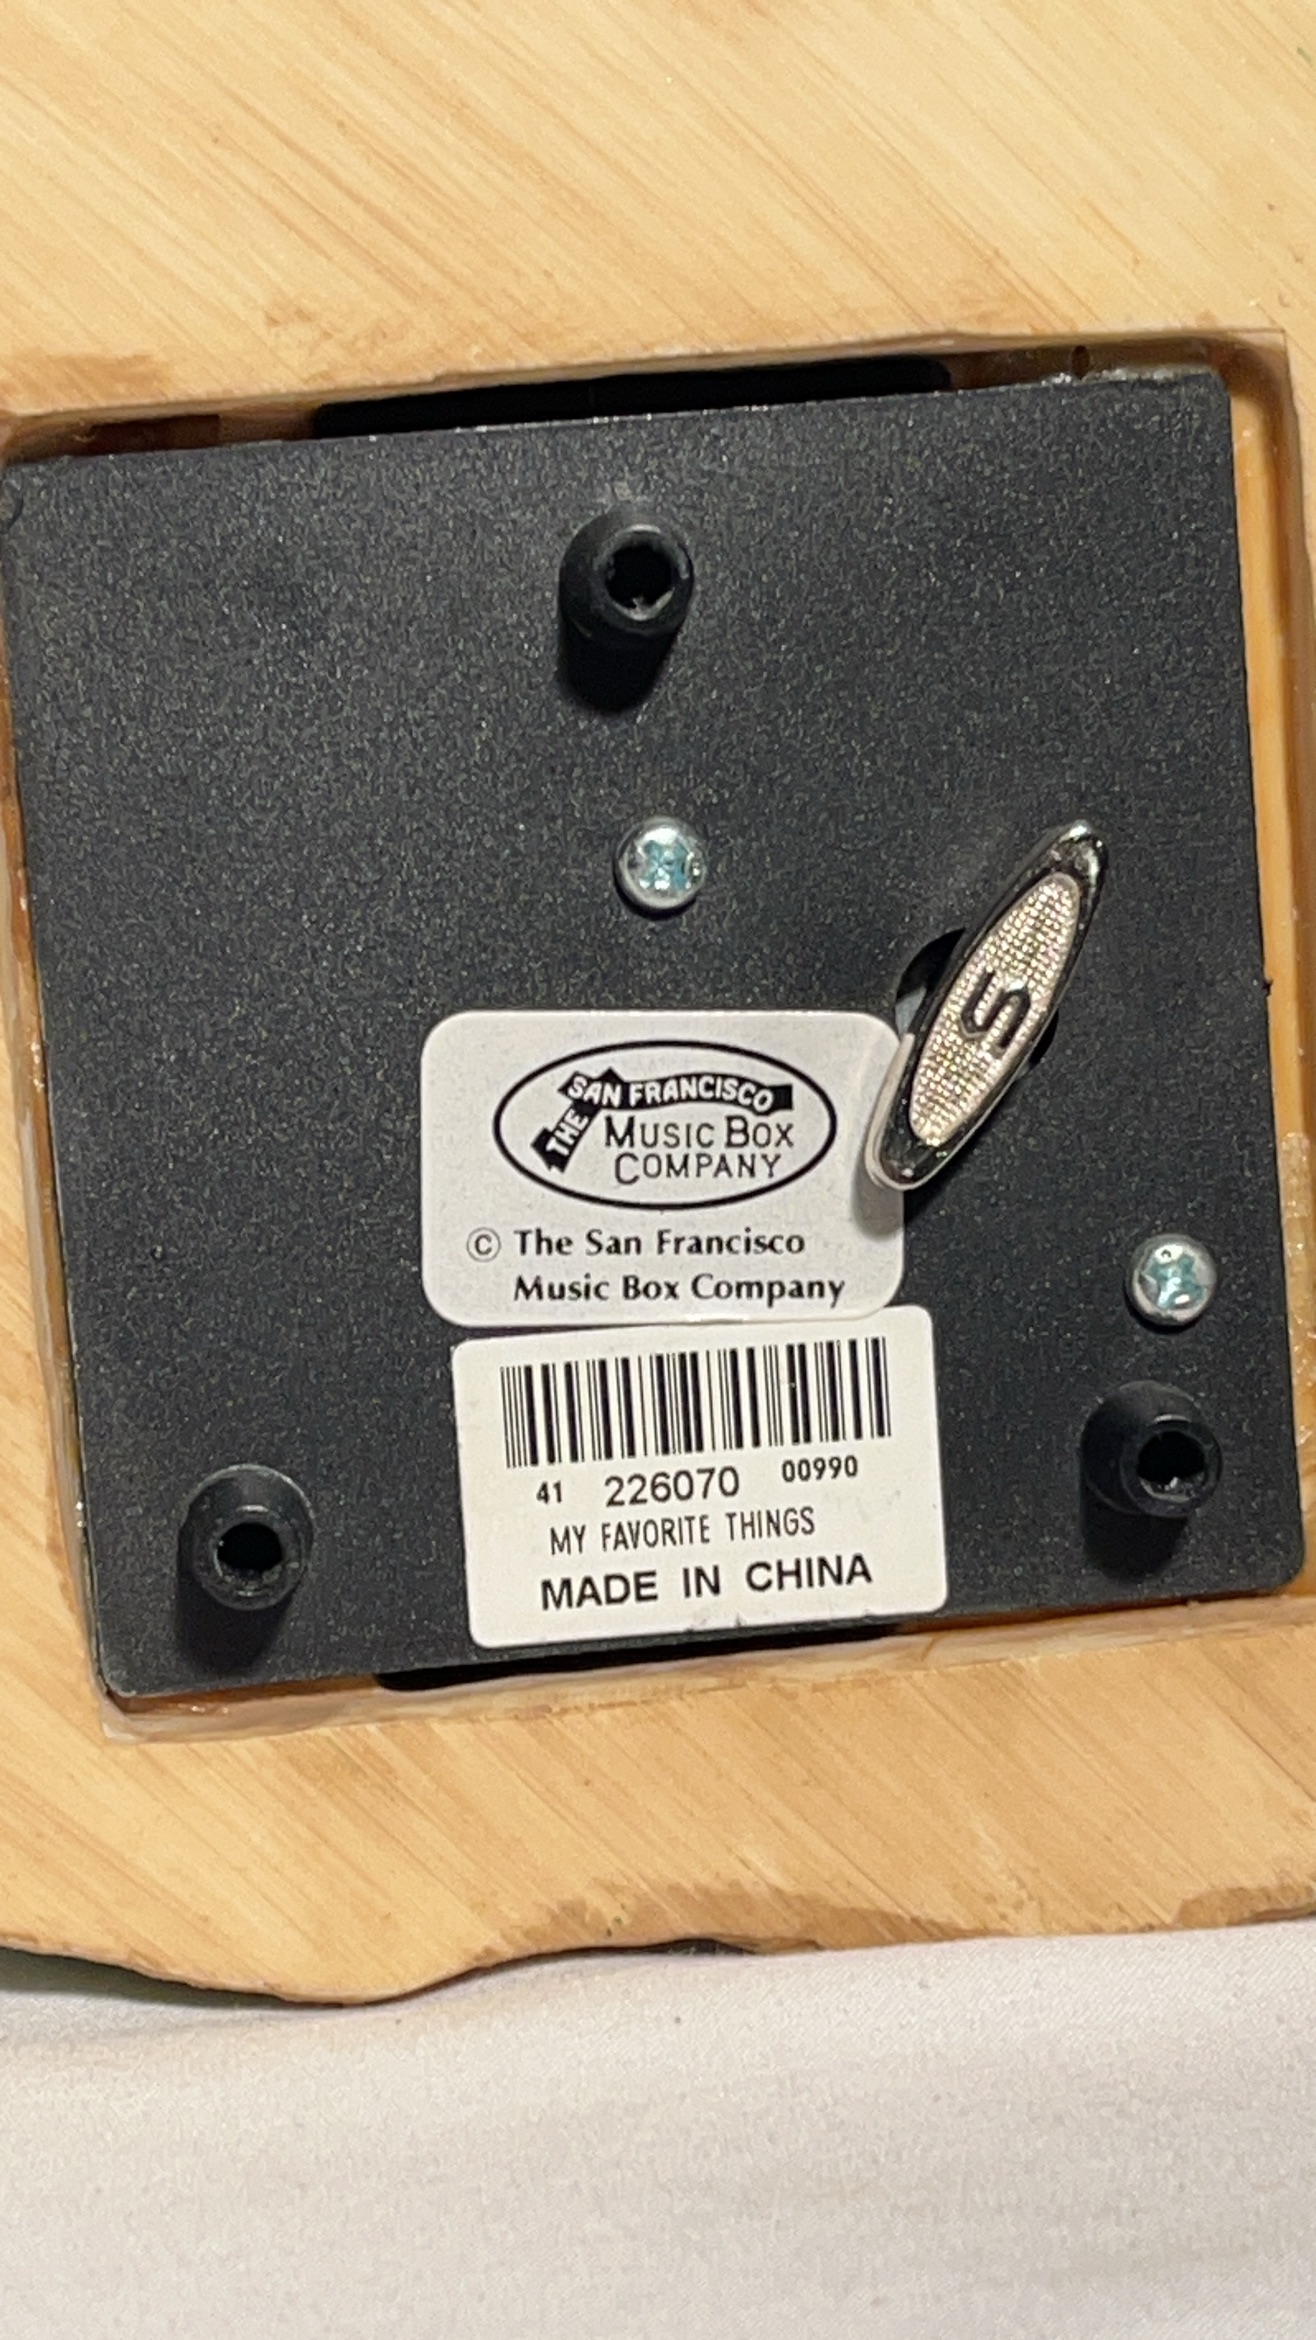 S
THE SAN FRANCISCO
MUSIC BOX
COMPANY
© The San Francisco
Music Box Company
41 226070 00990
MY FAVORITE THINGS
MADE IN CHINA